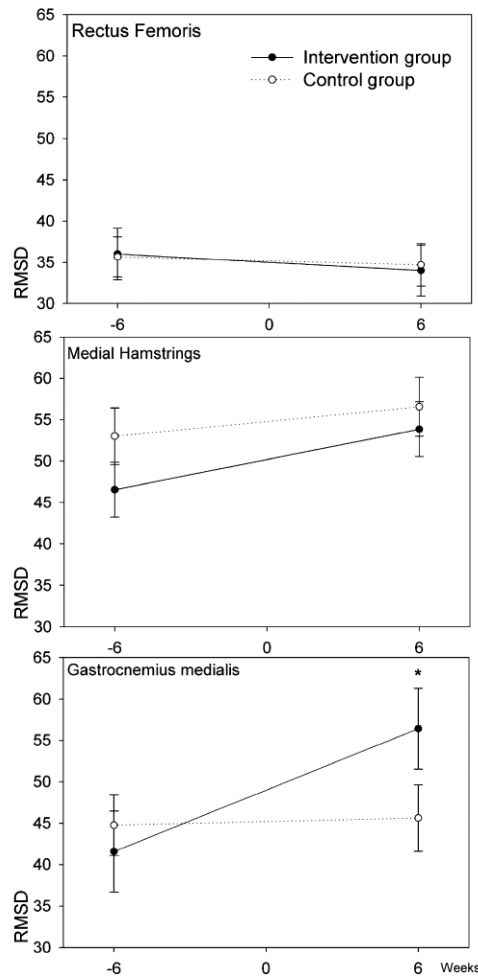 Rectus Femoris
Intervention group
Control group
65
60
55
50
45
40
35
30
RMSD
-6 0 6
Medial Hamstrings
65
60
55
50
45
40
35
30
RMSD
-6 0 6
Gastrocnemius medialis
*
65
60
55
50
45
40
35
30
RMSD
-6 0 6 Weeks